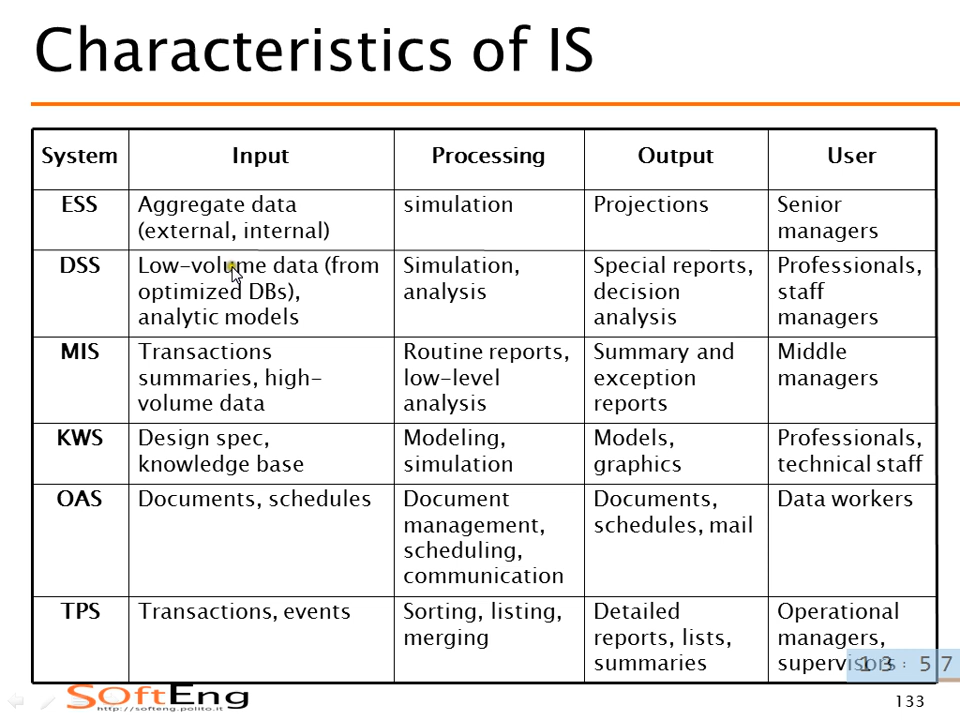 Characteristics of IS
System Input Processing Output User
ESS Aggregate data simulation Projections Senior
(external, internal) managers
DSS Low-volume data (from Simulation, Special reports, Professionals,
optimized DBs), analysis decision staff
analytic models analysis managers
MIS Transactions Routine reports, Summary and Middle
summaries, high- low-level exception managers
volume data analysis reports
KWS Design spec, Modeling, Models, Professionals,
knowledge base simulation graphics technical staff
OAS Documents, schedules Document Documents, Data workers
management, schedules, mail
scheduling,
communication
TPS Transactions, events Sorting, listing, Detailed Operational
merging reports, lists, managers,
summaries supervisors
13:57
SoftEng
http://softeng.polito.it
133